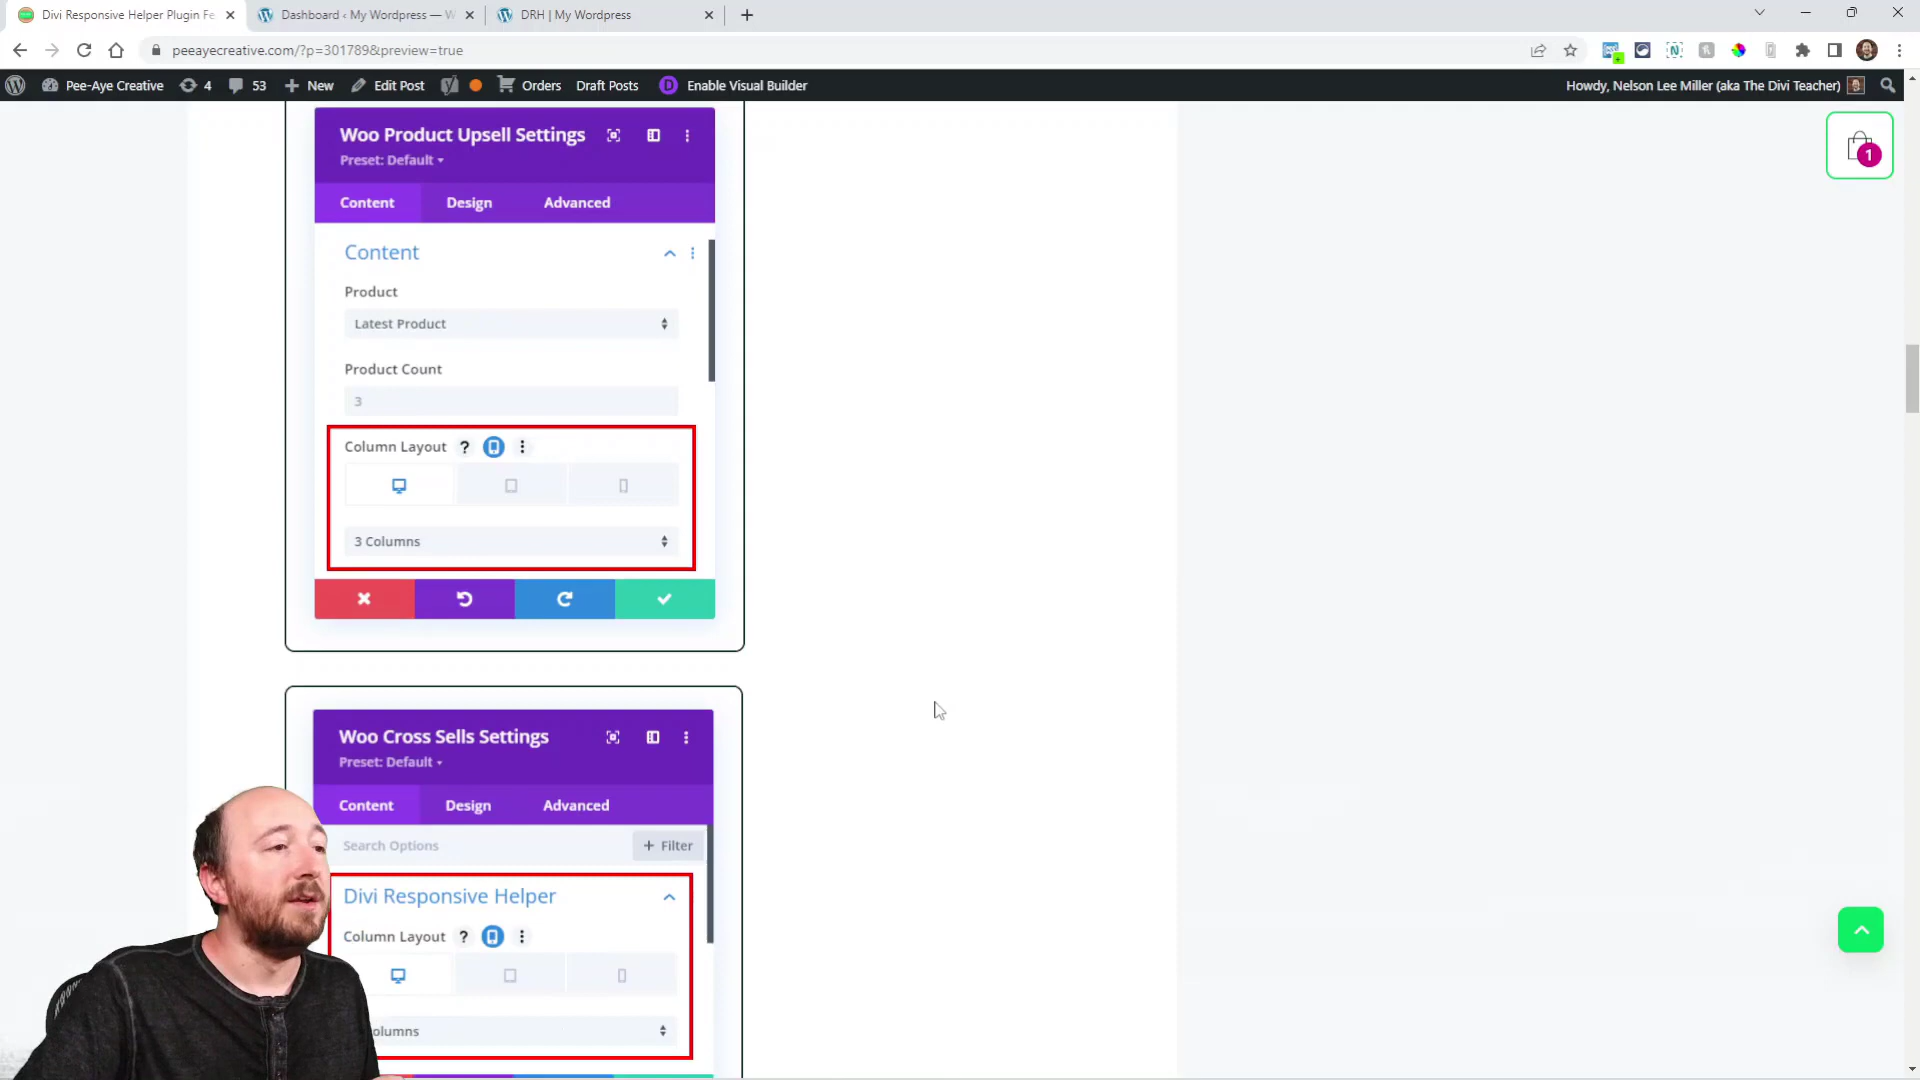 Divi Responsive Helper Plugin Fe
Dashboard ‹ My Wordpress — W
DRH | My Wordpress
peeayecreative.com/?p=301789&preview=true
Pee-Aye Creative
4
53
New
Edit Post
Orders
Draft Posts
D
Enable Visual Builder
Howdy, Nelson Lee Miller (aka The Divi Teacher)
1
Woo Product Upsell Settings
Preset: Default
Content
Design
Advanced
Content
Product
Latest Product
Product Count
3
Column Layout ?
3 Columns
Woo Cross Sells Settings
Preset: Default
Content
Design
Advanced
Search Options
+ Filter
Divi Responsive Helper
Column Layout ?
olumns